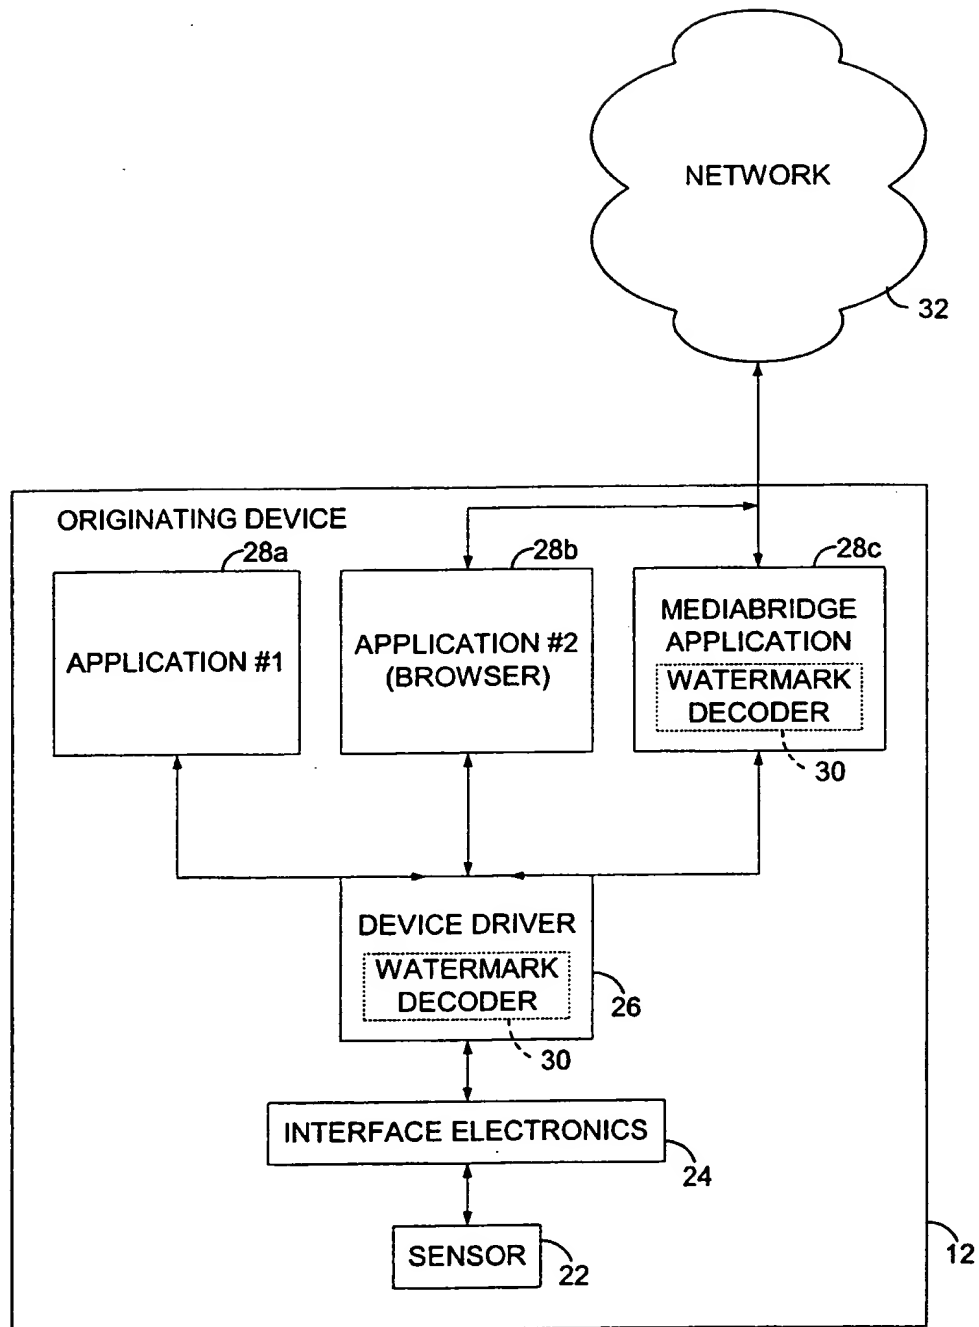 NETWORK
32
ORIGINATING DEVICE
28a
28b
28c
APPLICATION #1
APPLICATION #2
(BROWSER)
MEDIABRIDGE
APPLICATION
WATERMARK
DECODER
30
DEVICE DRIVER
WATERMARK
DECODER
26
30
INTERFACE ELECTRONICS
24
SENSOR
22
12